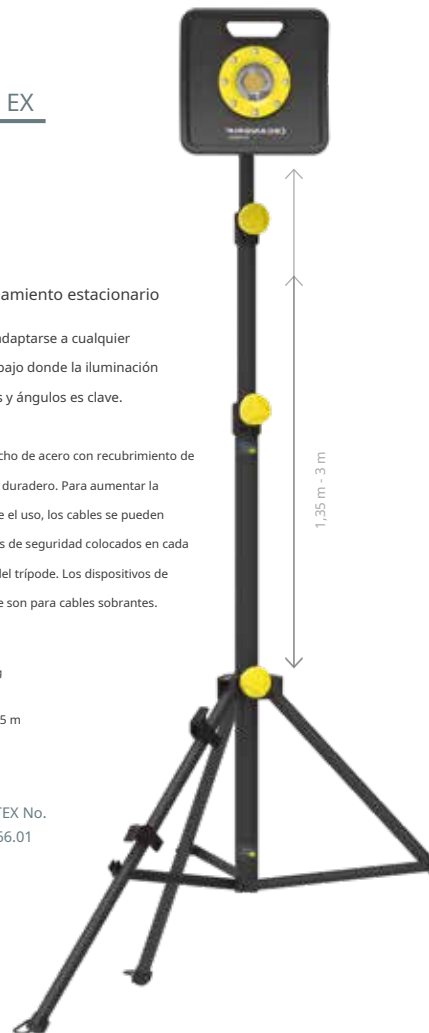 EX
amiento estacionario
adaptarse a cualquier
bajo donde la iluminación
s y ángulos es clave.
cho de acero con recubrimiento de
duradero. Para aumentar la
e el uso, los cables se pueden
s de seguridad colocados en cada
del trípode. Los dispositivos de
e son para cables sobrantes.
5 m
TEX No.
66.01
1,35 m - 3 m